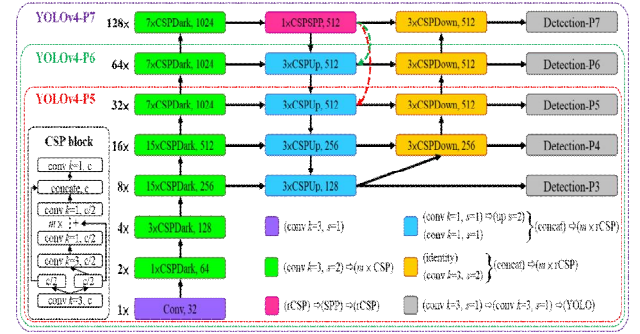 YOLOv4-P7 128x 7xCSPDark, 1024 1xCSPSPP, 512 3xCSPDown, 512 Detection-P7
YOLOv4-P6 64x 7xCSPDark, 1024 3xCSPUp, 512 3xCSPDown, 512 Detection-P6
YOLOv4-P5 32x 7xCSPDark, 1024 3xCSPUp, 512 3xCSPDown, 512 Detection-P5
CSP block
16x 15xCSPDark, 512 3xCSPUp, 256 3xCSPDown, 256 Detection-P4
8x 15xCSPDark, 256 3xCSPUp, 128 Detection-P3
4x 3xCSPDark, 128
2x 1xCSPDark, 64
1x Conv, 32
conv k=1, c
concate, c
conv k=1, c/2
m × ⋮ +
conv k=1, c/2
conv k=3, c/2
c/2 c/2
conv k=3, c
(conv k=3, s=1)
(conv k=3, s=2)⇒(m×CSP)
(rCSP)⇒(SPP)⇒(rCSP)
(conv k=1, s=1)⇒(up s=2)
(conv k=1, s=1)
}(concat)⇒(m×rCSP)
(identity)
(conv k=3, s=2)
}(concat)⇒(m×rCSP)
(conv k=3, s=1)⇒(conv k=3, s=1)⇒(YOLO)